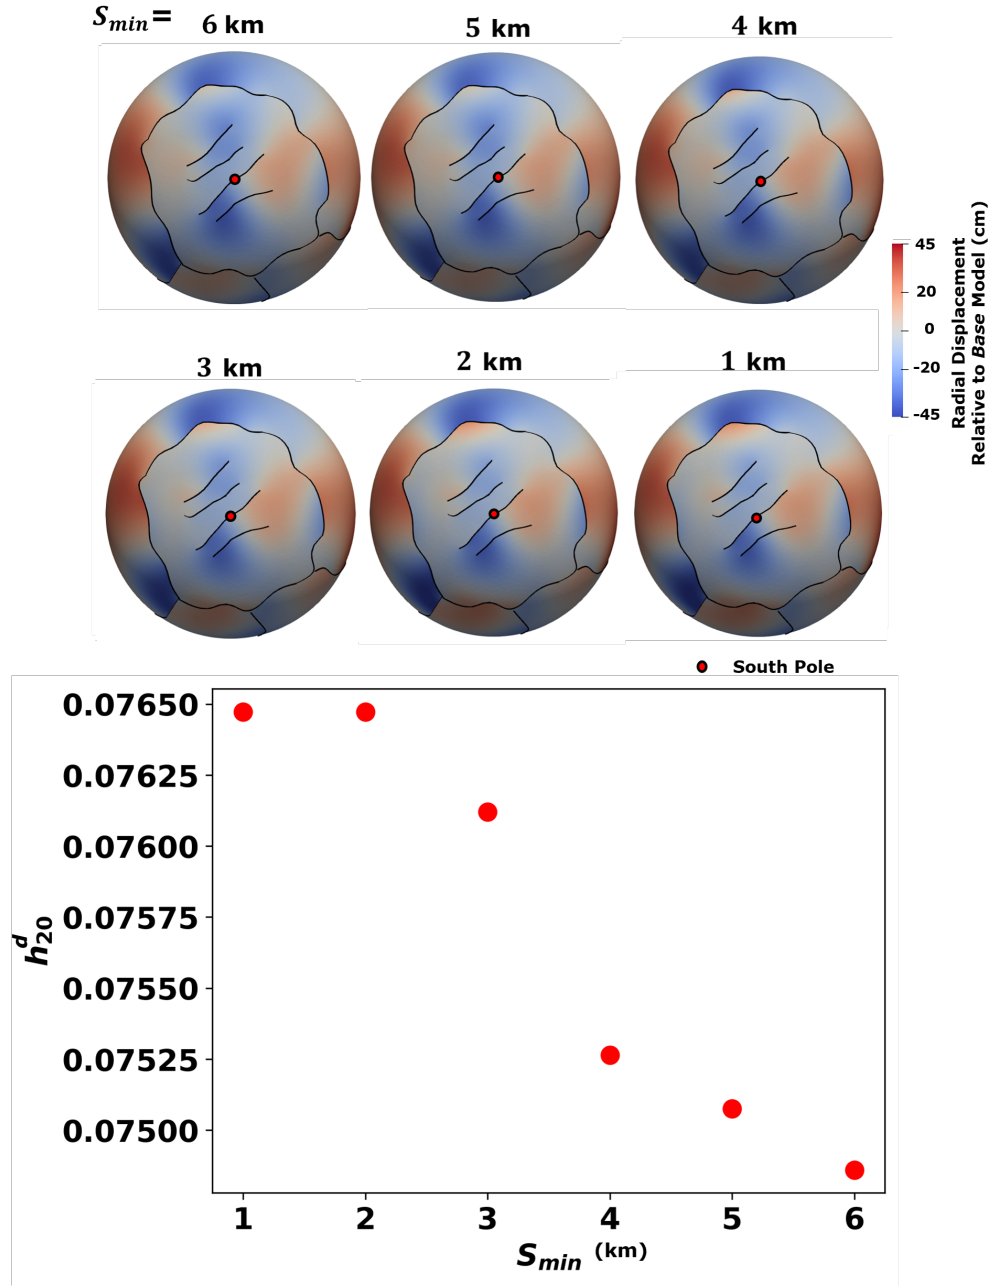 S_min = 6 km 5 km 4 km
3 km 2 km 1 km
45
20
0
-20
-45
Radial Displacement
Relative to Base Model (cm)
South Pole
0.07650
0.07625
0.07600
0.07575
0.07550
0.07525
0.07500
h^d_20
1 2 3 4 5 6
S_min (km)